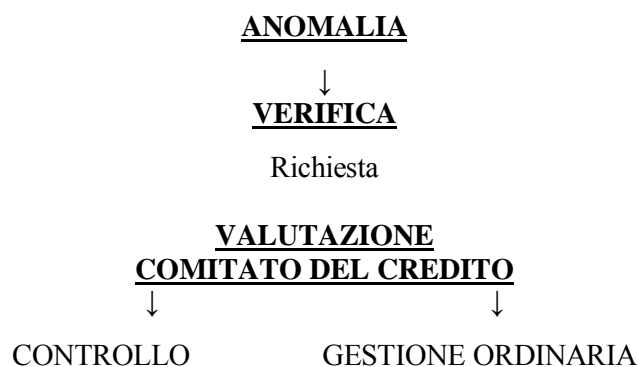 ANOMALIA
↓
VERIFICA
Richiesta
VALUTAZIONE
COMITATO DEL CREDITO
↓ ↓
CONTROLLO GESTIONE ORDINARIA